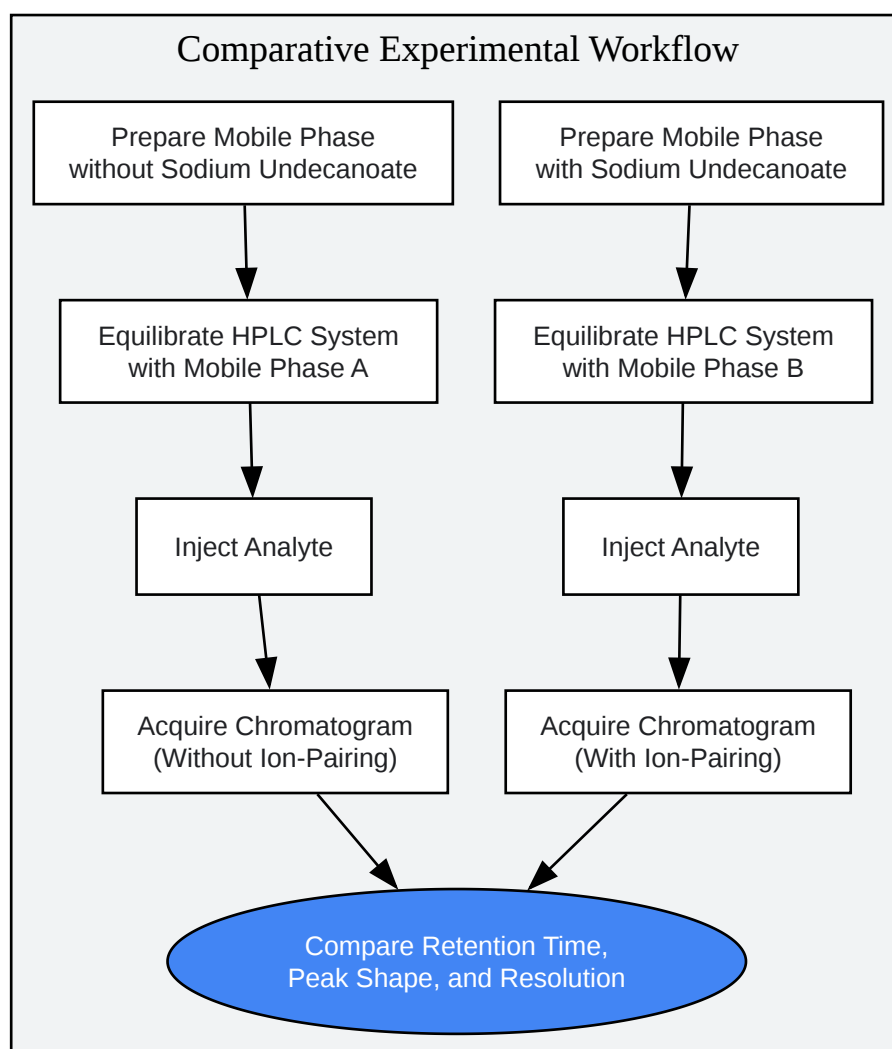 Comparative Experimental Workflow
Prepare Mobile Phase
without Sodium Undecanoate
Prepare Mobile Phase
with Sodium Undecanoate
Equilibrate HPLC System
with Mobile Phase A
Equilibrate HPLC System
with Mobile Phase B
Inject Analyte
Inject Analyte
Acquire Chromatogram
(Without Ion-Pairing)
Acquire Chromatogram
(With Ion-Pairing)
Compare Retention Time,
Peak Shape, and Resolution